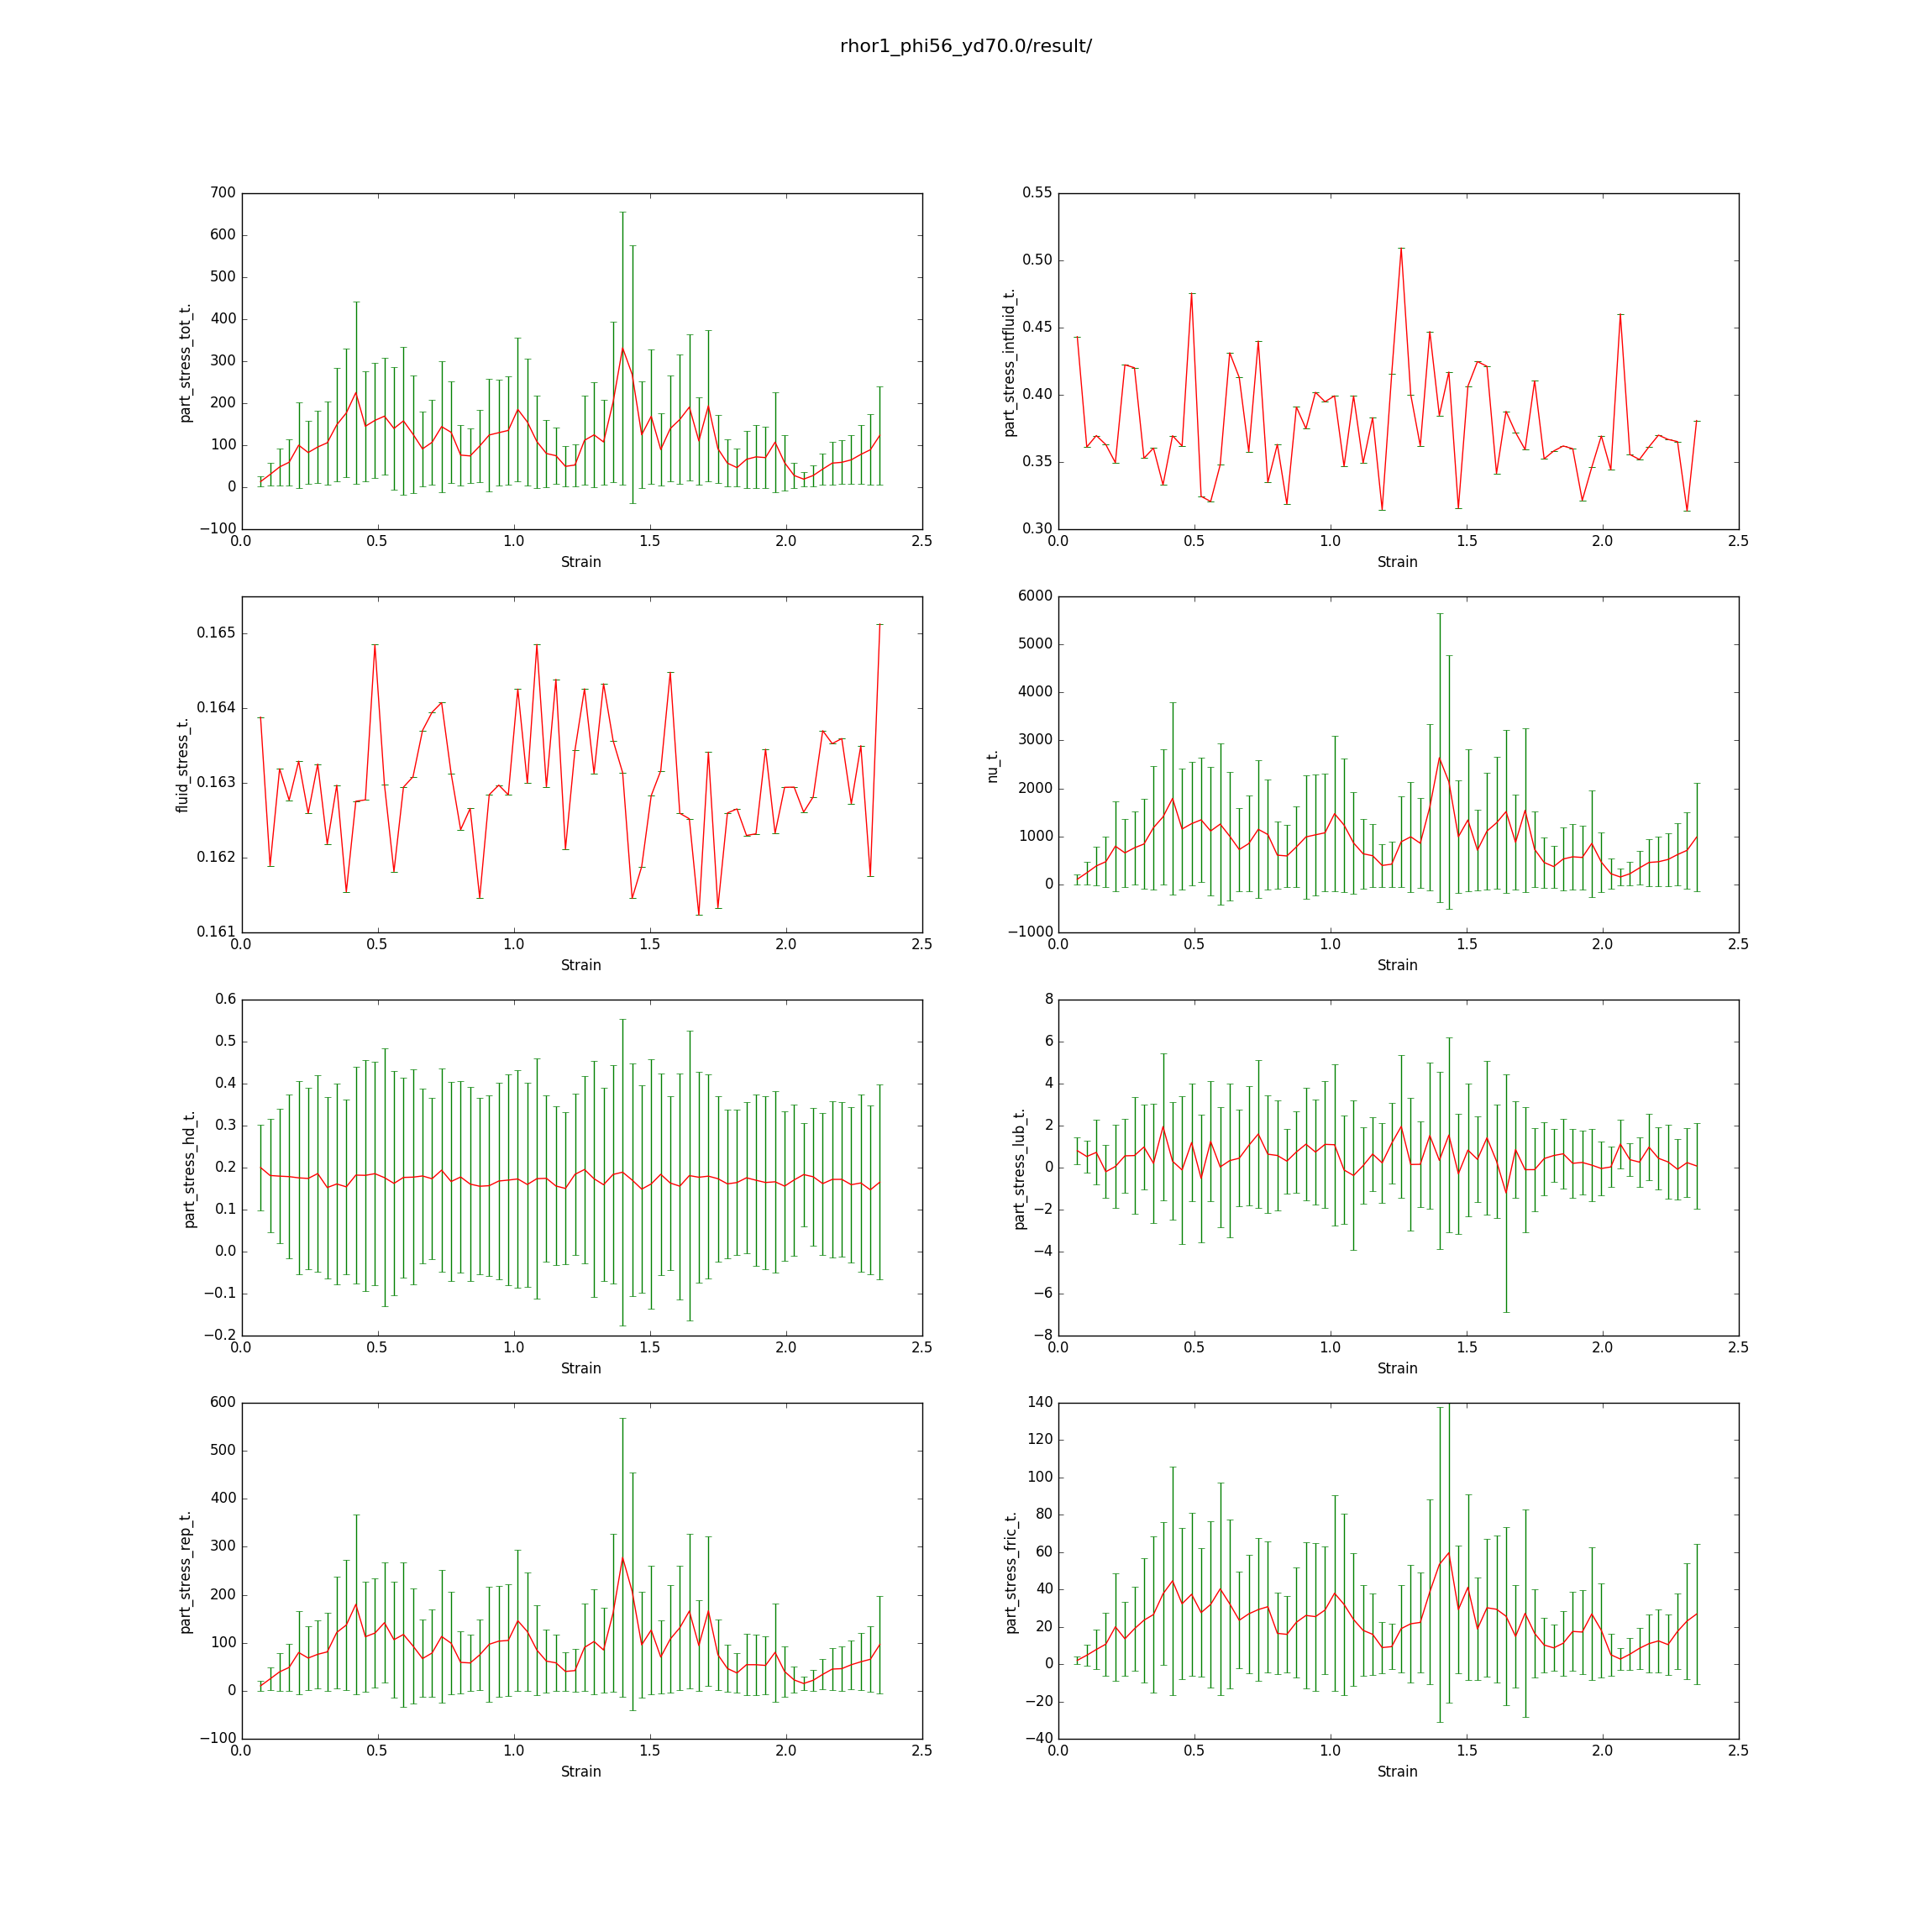 rhor1_phi56_yd70.0/result/
700
600
500
400
300
200
100
0
−100
part_stress_tot_t.
0.0 0.5 1.0 1.5 2.0 2.5
Strain
0.55
0.50
0.45
0.40
0.35
0.30
part_stress_intfluid_t.
0.0 0.5 1.0 1.5 2.0 2.5
Strain
0.165
0.164
0.163
0.162
0.161
fluid_stress_t.
0.0 0.5 1.0 1.5 2.0 2.5
Strain
6000
5000
4000
3000
2000
1000
0
−1000
nu_t.
0.0 0.5 1.0 1.5 2.0 2.5
Strain
0.6
0.5
0.4
0.3
0.2
0.1
0.0
−0.1
−0.2
part_stress_hd_t.
0.0 0.5 1.0 1.5 2.0 2.5
Strain
8
6
4
2
0
−2
−4
−6
−8
part_stress_lub_t.
0.0 0.5 1.0 1.5 2.0 2.5
Strain
600
500
400
300
200
100
0
−100
part_stress_rep_t.
0.0 0.5 1.0 1.5 2.0 2.5
Strain
140
120
100
80
60
40
20
0
−20
−40
part_stress_fric_t.
0.0 0.5 1.0 1.5 2.0 2.5
Strain